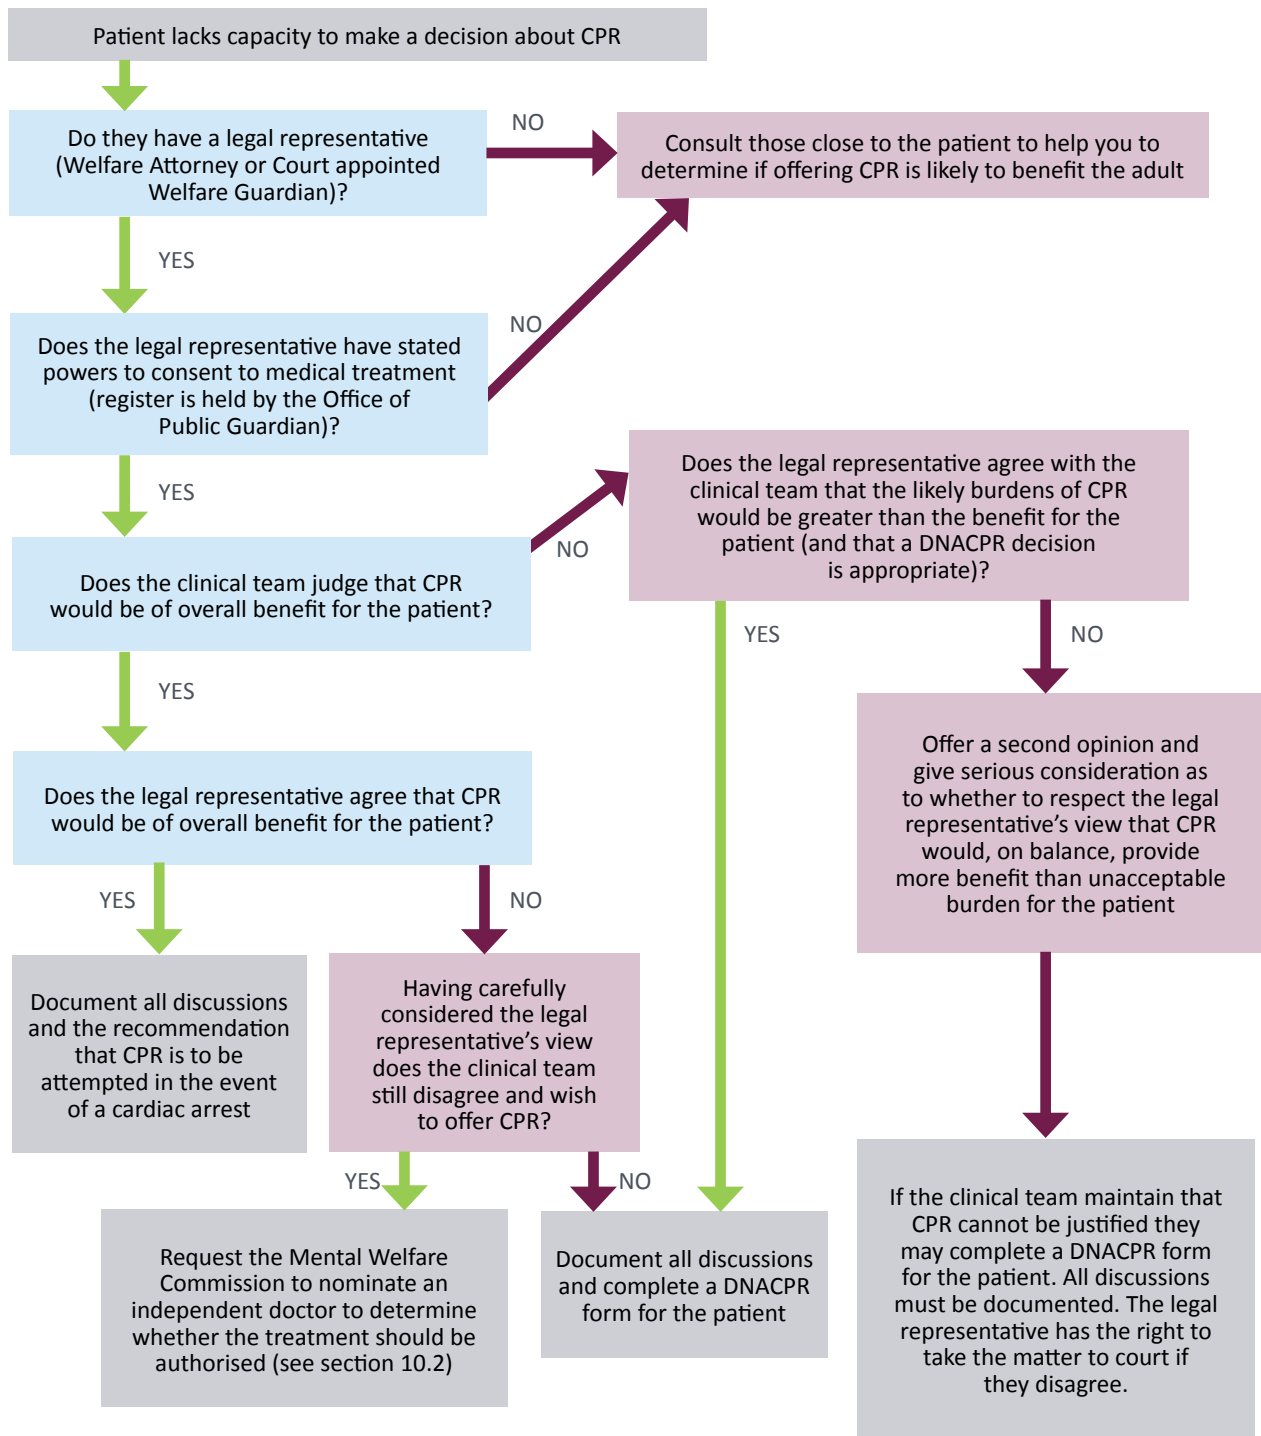 Patient lacks capacity to make a decision about CPR
Do they have a legal representative
(Welfare Attorney or Court appointed
Welfare Guardian)?
NO
Consult those close to the patient to help you to
determine if offering CPR is likely to benefit the adult
YES
NO
Does the legal representative have stated
powers to consent to medical treatment
(register is held by the Office of
Public Guardian)?
YES
NO
Does the legal representative agree with the
clinical team that the likely burdens of CPR
would be greater than the benefit for the
patient (and that a DNACPR decision
is appropriate)?
Does the clinical team judge that CPR
would be of overall benefit for the patient?
YES
YES
NO
Does the legal representative agree that CPR
would be of overall benefit for the patient?
Offer a second opinion and
give serious consideration as
to whether to respect the legal
representative’s view that CPR
would, on balance, provide
more benefit than unacceptable
burden for the patient
YES
NO
Document all discussions
and the recommendation
that CPR is to be
attempted in the event
of a cardiac arrest
Having carefully
considered the legal
representative’s view
does the clinical team
still disagree and wish
to offer CPR?
YES
NO
Request the Mental Welfare
Commission to nominate an
independent doctor to determine
whether the treatment should be
authorised (see section 10.2)
Document all discussions
and complete a DNACPR
form for the patient
If the clinical team maintain that
CPR cannot be justified they
may complete a DNACPR form
for the patient. All discussions
must be documented. The legal
representative has the right to
take the matter to court if
they disagree.